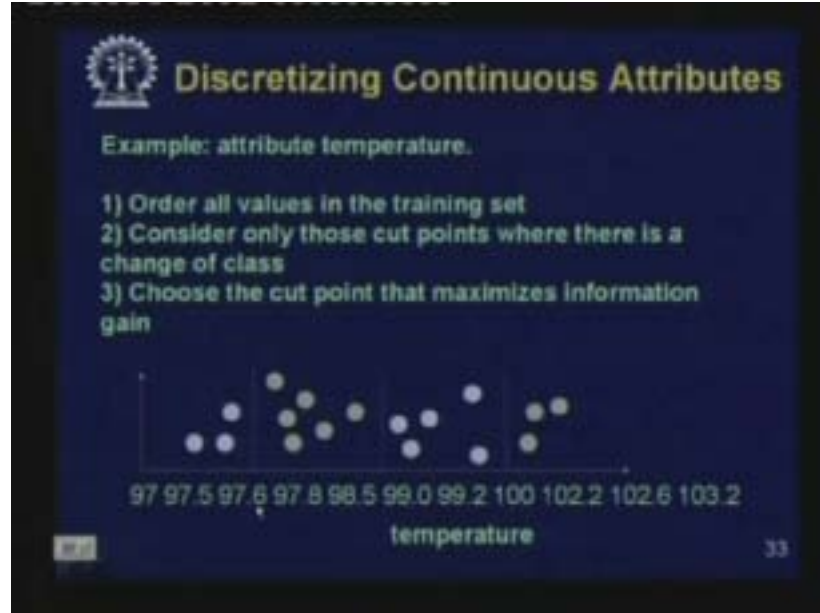 Discretizing Continuous Attributes
Example: attribute temperature.
1) Order all values in the training set
2) Consider only those cut points where there is a
change of class
3) Choose the cut point that maximizes information
gain
97 97.5 97.6 97.8 98.5 99.0 99.2 100 102.2 102.6 103.2
temperature
33